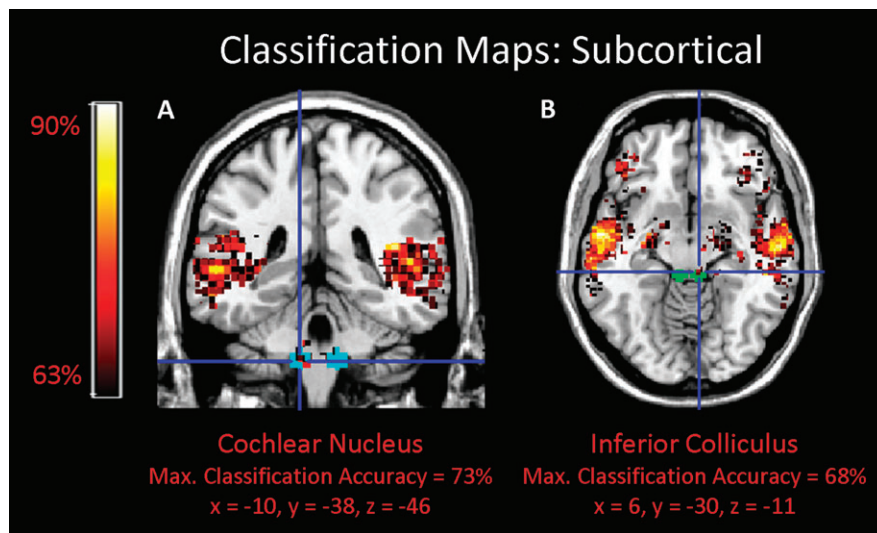 Classification Maps: Subcortical
A
B
90%
63%
Cochlear Nucleus
Max. Classification Accuracy = 73%
x = -10, y = -38, z = -46
Inferior Colliculus
Max. Classification Accuracy = 68%
x = 6, y = -30, z = -11